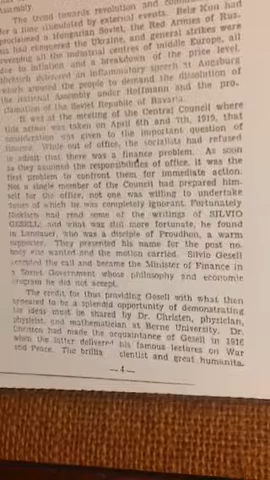 Assembly.
The trend towards revolution and
for a time stimulated by external events. Bela Kun had
proclaimed a Hungarian Soviet, the Red Armies of Rus-
had conquered the Ukraine, and general strikes were
sweeping all the industrial centres of middle Europe, all
due to inflation and a breakdown of the price level.
Niekisch delivered an inflammatory speech at Augsburg
which aroused the people to demand the dissolution of
the National Assembly under Hoffmann and the pro-
clamation of the Soviet Republic of Bavaria.
It was at the meeting of the Central Council where
this action was taken on April 6th and 7th, 1919, that
consideration was given to the important question of
finance. While out of office, the socialists had refused
to admit that there was a finance problem. As soon
as they assumed the responsibilities of office, it was the
first problem to confront them for immediate action.
Not a single member of the Council had prepared him-
self for the office, not one was willing to undertake
duties of which he was completely ignorant. Fortunately
Niekisch had read some of the writings of SILVIO
GESELL and what was still more fortunate, he found
in Landauer, who was a disciple of Proudhon, a warm
supporter. They presented his name for the post no-
body else wanted and the motion carried. Silvio Gesell
accepted the call and became the Minister of Finance in
a Soviet Government whose philosophy and economic
program he did not accept.
The credit for thus providing Gesell with what then
appeared to be a splendid opportunity of demonstrating
his ideas must be shared by Dr. Christen, physician,
physicist, and mathematician at Berne University. Dr.
Christen had made the acquaintance of Gesell in 1916
when the latter delivered his famous lectures on War
and Peace. The brillia cientist and great humanita-
—4—